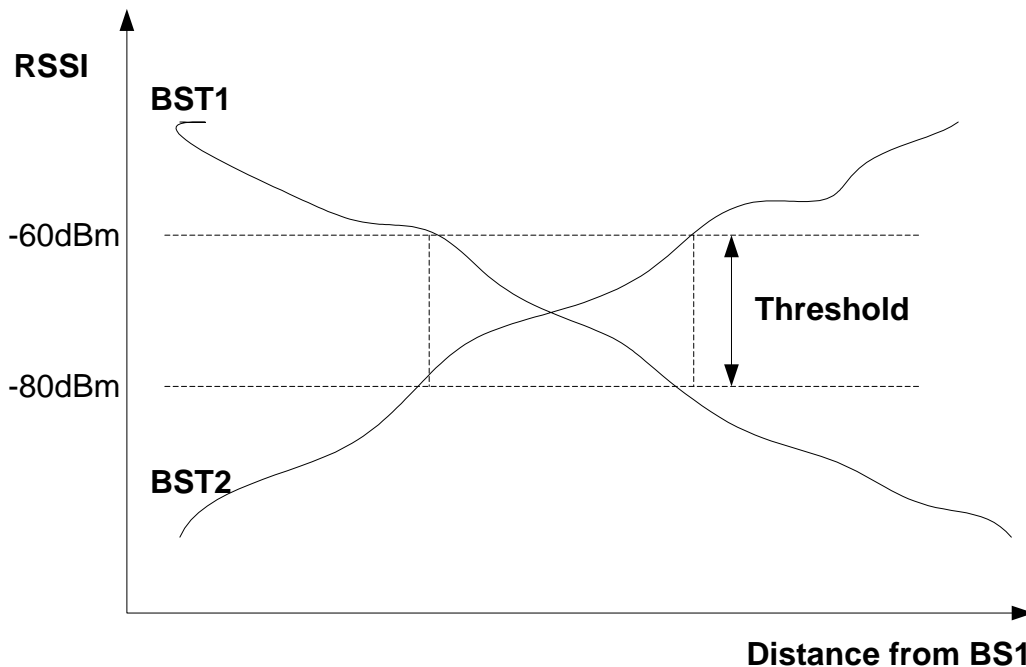 RSSI
BST1
-60dBm
Threshold
-80dBm
BST2
Distance from BS1